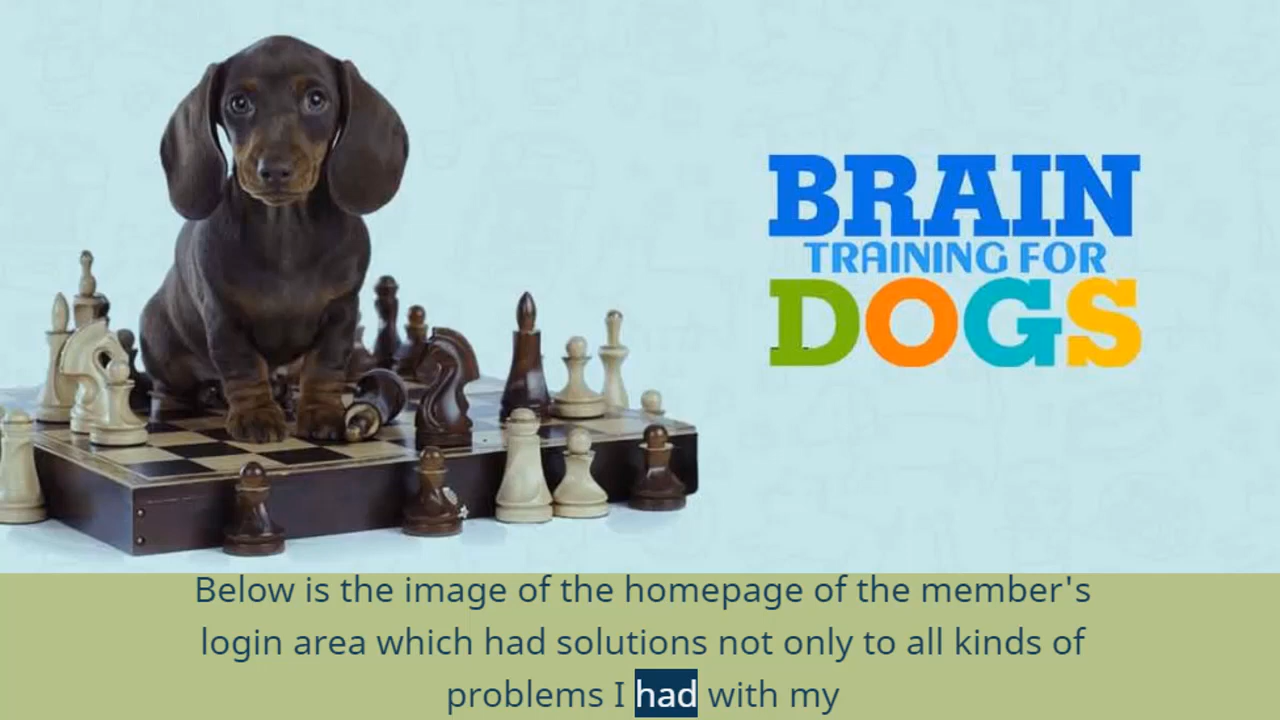 BRAIN
TRAINING FOR
DOGS
Below is the image of the homepage of the member's
login area which had solutions not only to all kinds of
problems I had with my